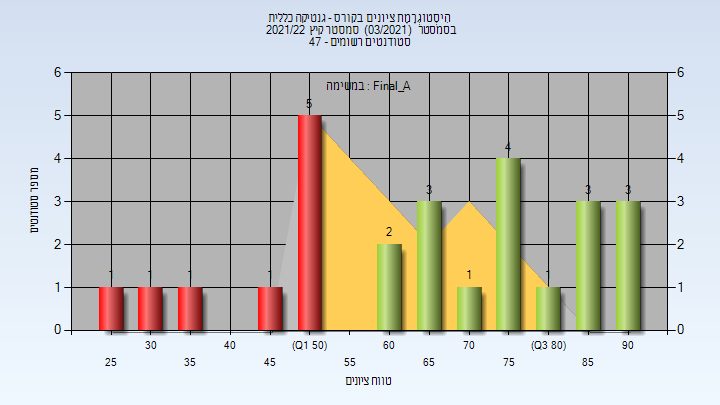 היסטוגרמת ציונים בקורס - גנטיקה כללית
בסמסטר (03/2021) סמסטר קיץ 2021/22
סטודנטים רשומים - 47
במשימה : Final_A
מספר סטודנטים
6 6
5 5
4 4
3 3
2 2
1 1
0 0
1 1 1 1 5 2 3 1 4 1 3 3
30 40 (Q1 50) 60 70 (Q3 80) 90
25 35 45 55 65 75 85
טווח ציונים